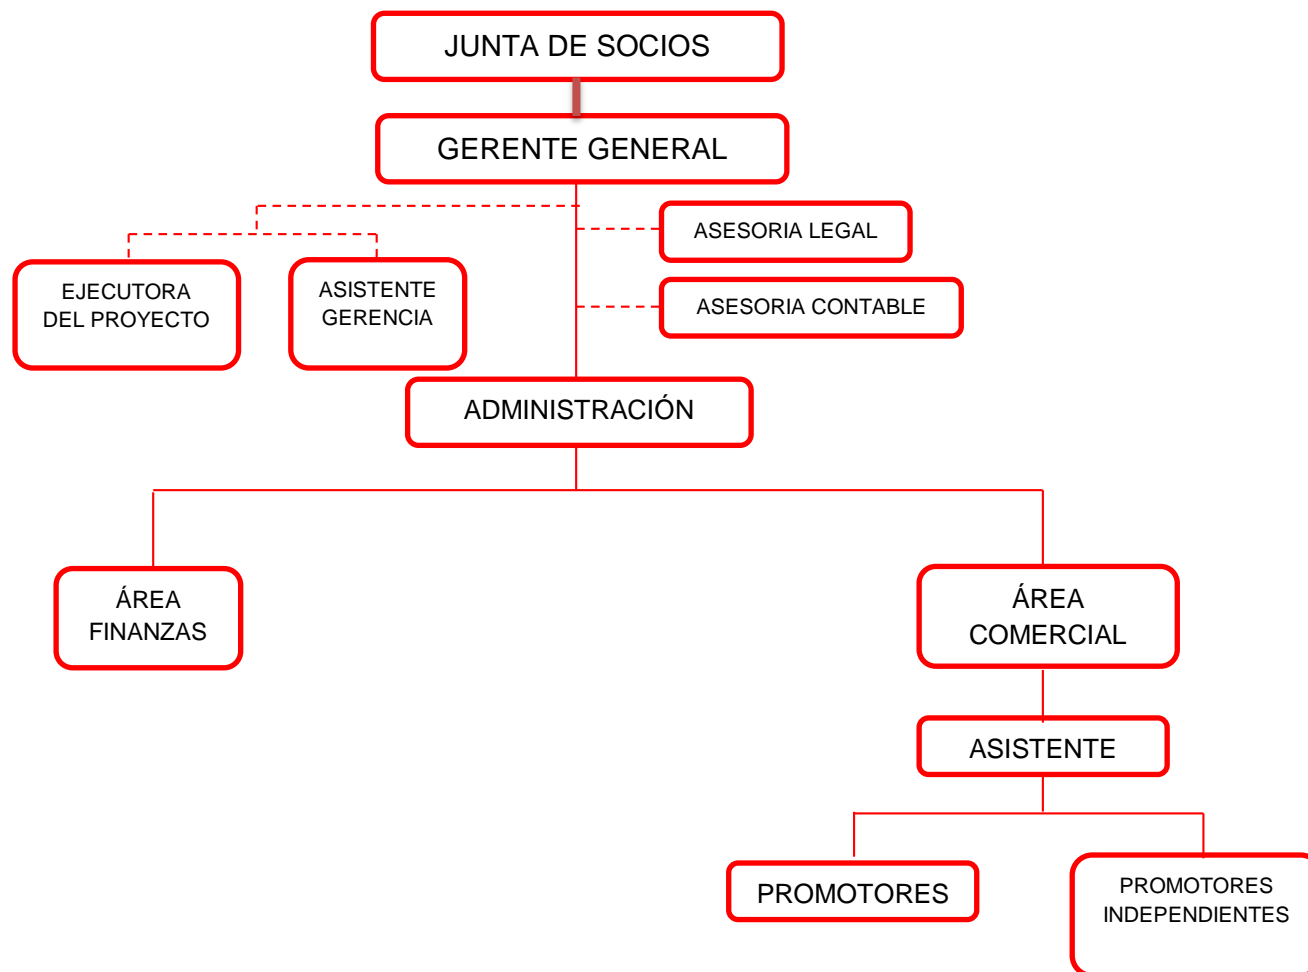 JUNTA DE SOCIOS
GERENTE GENERAL
ASESORIA LEGAL
EJECUTORA
DEL PROYECTO
ASISTENTE
GERENCIA
ASESORIA CONTABLE
ADMINISTRACIÓN
ÁREA
FINANZAS
ÁREA
COMERCIAL
ASISTENTE
PROMOTORES
PROMOTORES
INDEPENDIENTES